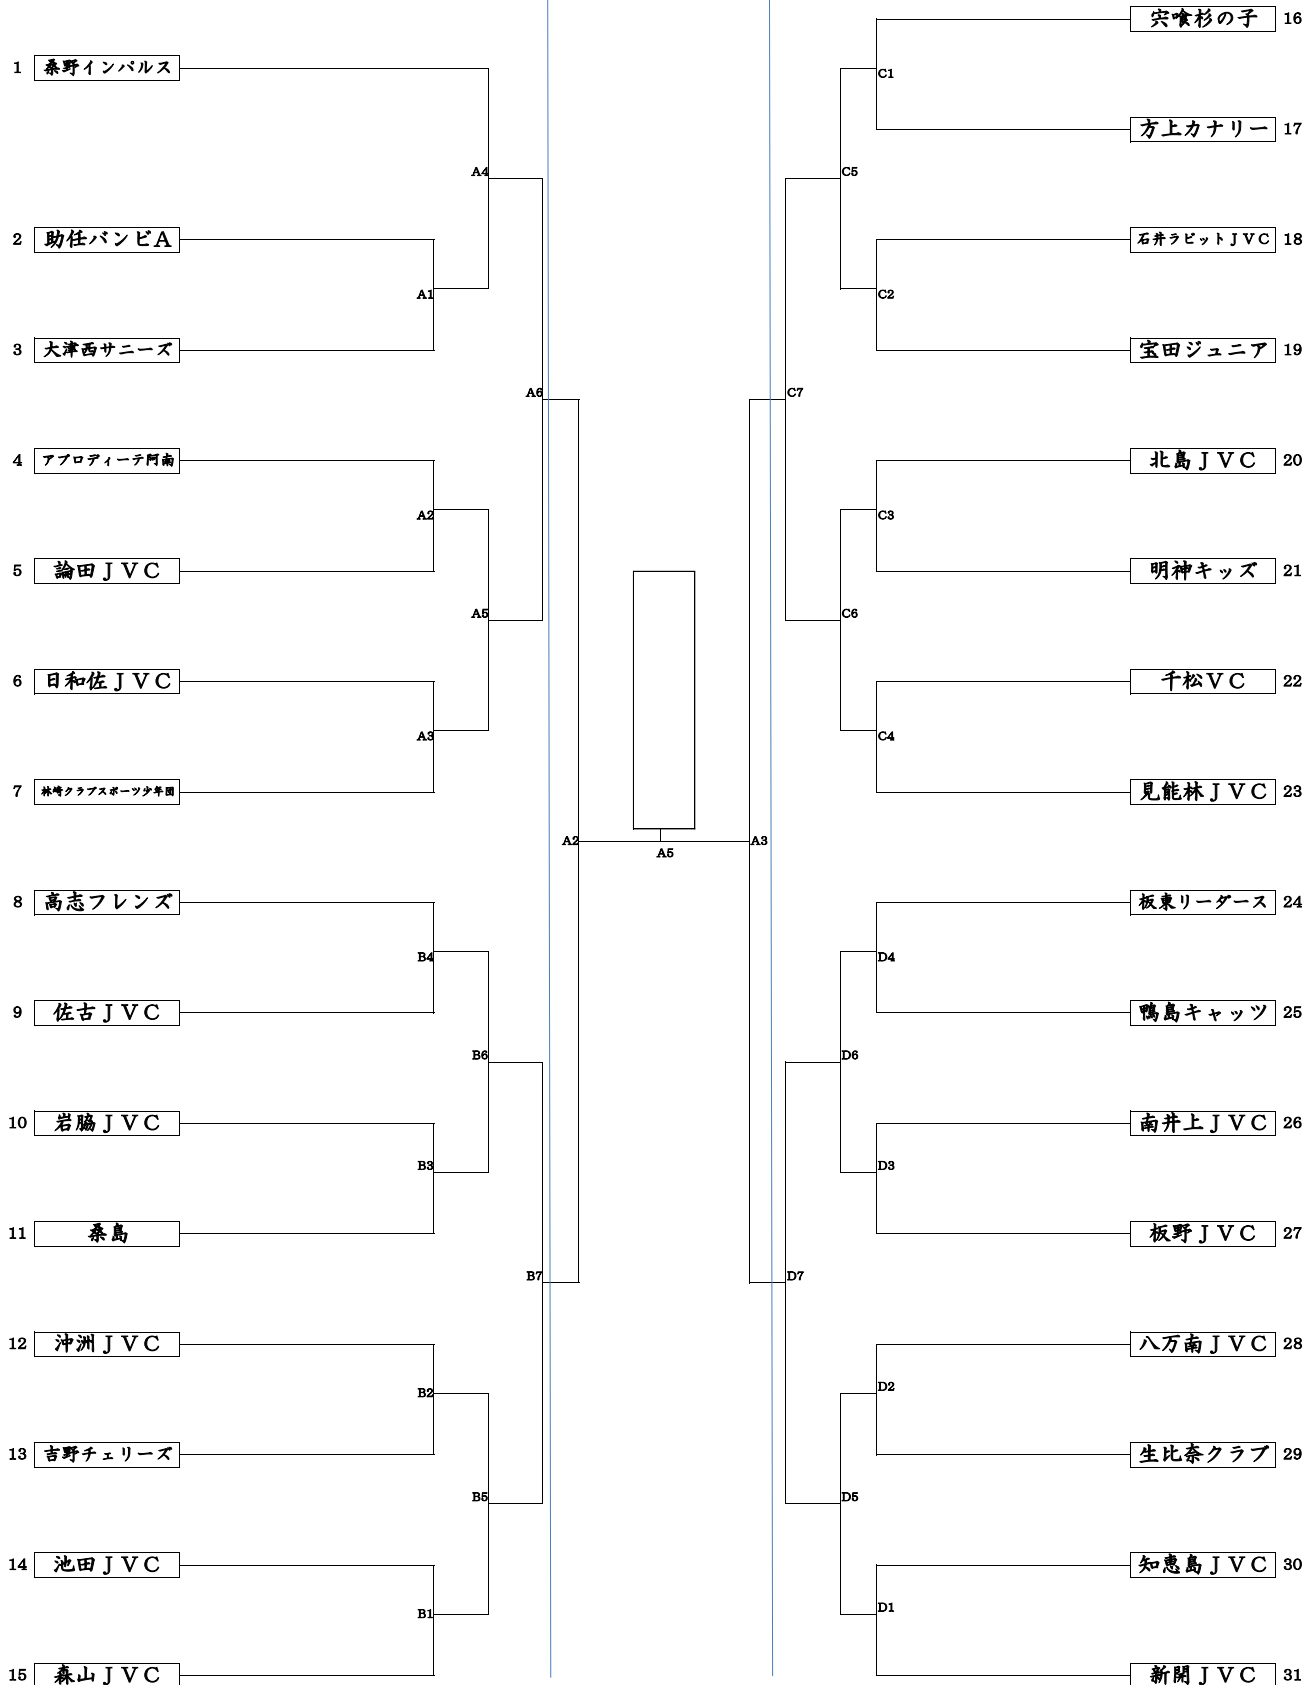 1 桑野インパルス
A4
2 助任バンビA
A1
3 大津西サニーズ
A6
4 アプロディーテ阿南
A2
5 論田ＪＶＣ
A5
6 日和佐ＪＶＣ
A3
7 林崎クラブスポーツ少年団
A2
8 高志フレンズ
B4
9 佐古ＪＶＣ
B6
10 岩脇ＪＶＣ
B3
11 桑島
B7
12 沖洲ＪＶＣ
B2
13 吉野チェリーズ
B5
14 池田ＪＶＣ
B1
15 森山ＪＶＣ
A5
宍喰杉の子 16
C1
方上カナリー 17
C5
石井ラビットＪＶＣ 18
C2
宝田ジュニア 19
C7
北島ＪＶＣ 20
C3
明神キッズ 21
C6
千松ＶＣ 22
C4
見能林ＪＶＣ 23
A3
板東リーダース 24
D4
鴨島キャッツ 25
D6
南井上ＪＶＣ 26
D3
板野ＪＶＣ 27
D7
八万南ＪＶＣ 28
D2
生比奈クラブ 29
D5
知恵島ＪＶＣ 30
D1
新開ＪＶＣ 31